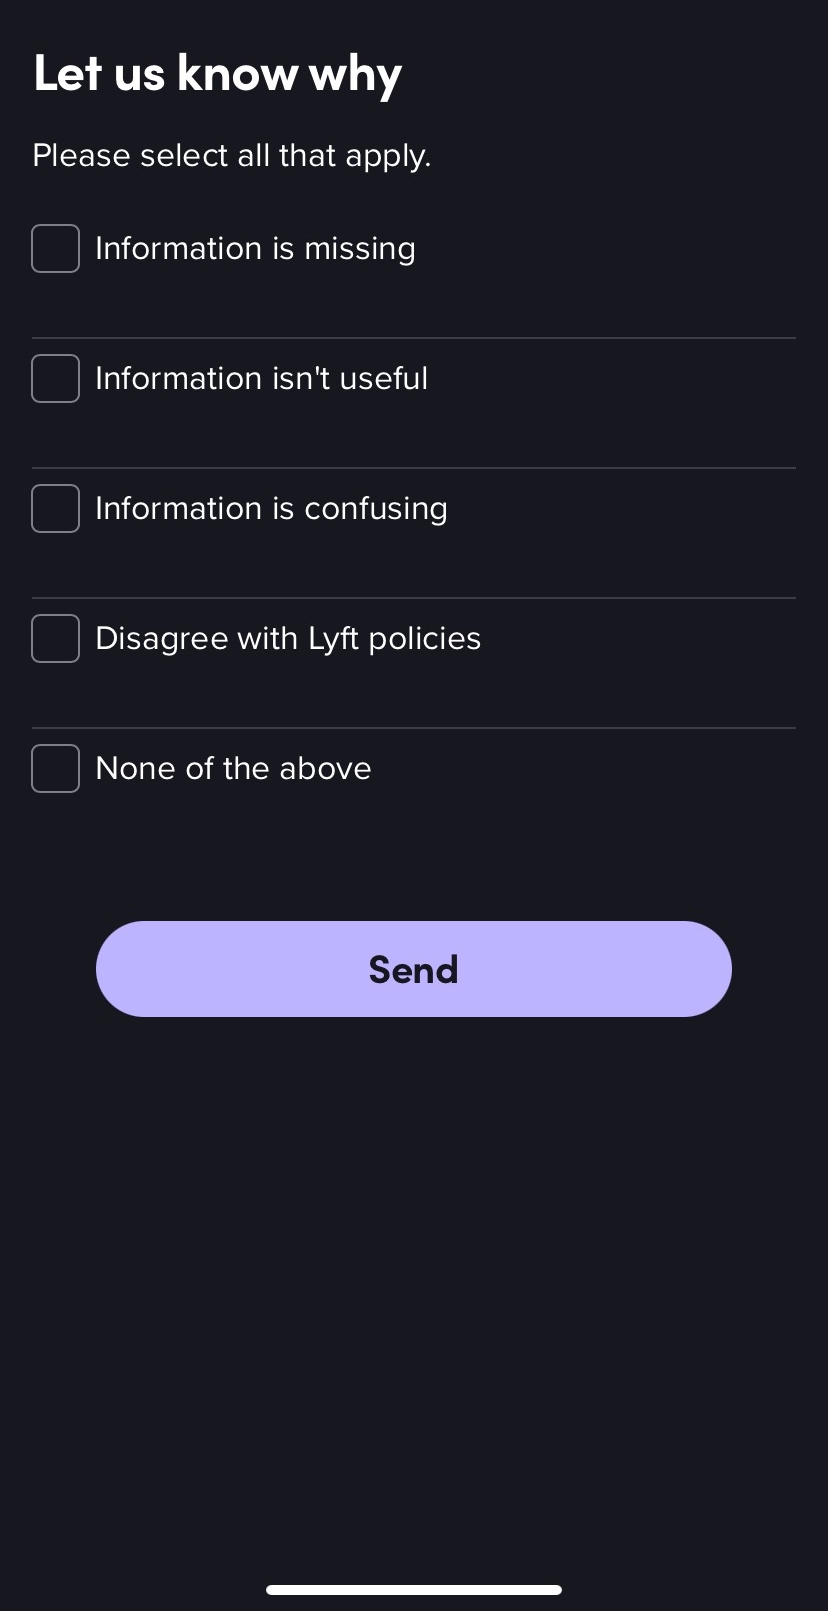 Let us know why
Please select all that apply.
Information is missing
Information isn't useful
Information is confusing
Disagree with Lyft policies
None of the above
Send